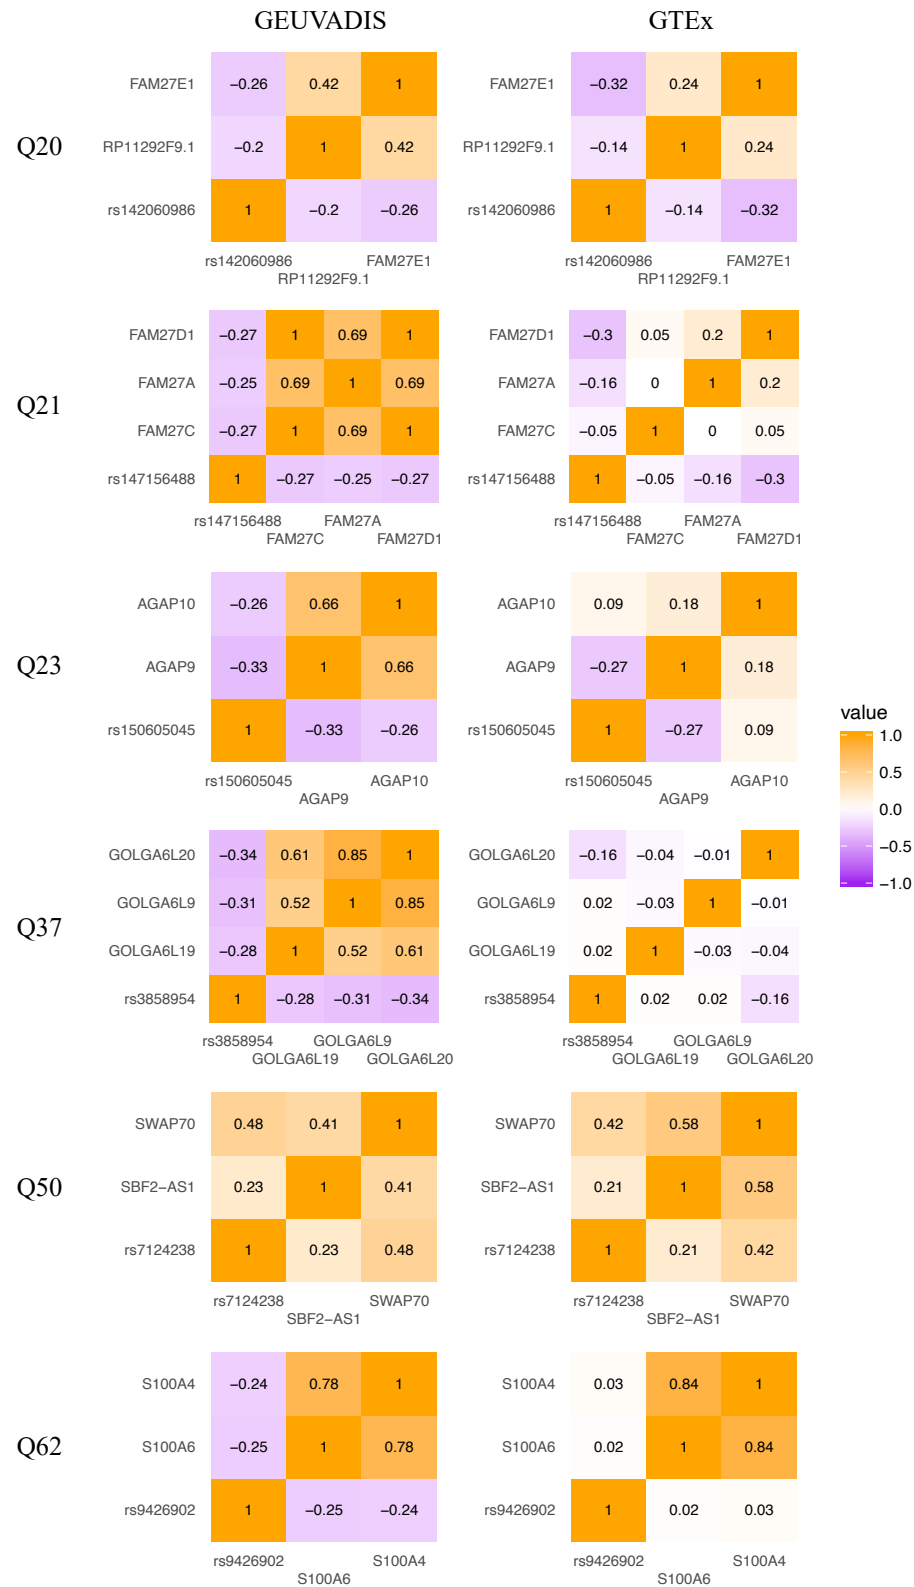 GEUVADIS GTEx
Q20
FAM27E1 −0.26 0.42 1
RP11292F9.1 −0.2 1 0.42
rs142060986 1 −0.2 −0.26
rs142060986 FAM27E1
RP11292F9.1
FAM27E1 −0.32 0.24 1
RP11292F9.1 −0.14 1 0.24
rs142060986 1 −0.14 −0.32
rs142060986 FAM27E1
RP11292F9.1
Q21
FAM27D1 −0.27 1 0.69 1
FAM27A −0.25 0.69 1 0.69
FAM27C −0.27 1 0.69 1
rs147156488 1 −0.27 −0.25 −0.27
rs147156488 FAM27A
FAM27C FAM27D1
FAM27D1 −0.3 0.05 0.2 1
FAM27A −0.16 0 1 0.2
FAM27C −0.05 1 0 0.05
rs147156488 1 −0.05 −0.16 −0.3
rs147156488 FAM27A
FAM27C FAM27D1
Q23
AGAP10 −0.26 0.66 1
AGAP9 −0.33 1 0.66
rs150605045 1 −0.33 −0.26
rs150605045 AGAP10
AGAP9
AGAP10 0.09 0.18 1
AGAP9 −0.27 1 0.18
rs150605045 1 −0.27 0.09
rs150605045 AGAP10
AGAP9
value
1.0
0.5
0.0
−0.5
−1.0
Q37
GOLGA6L20 −0.34 0.61 0.85 1
GOLGA6L9 −0.31 0.52 1 0.85
GOLGA6L19 −0.28 1 0.52 0.61
rs3858954 1 −0.28 −0.31 −0.34
rs3858954 GOLGA6L9
GOLGA6L19 GOLGA6L20
GOLGA6L20 −0.16 −0.04 −0.01 1
GOLGA6L9 0.02 −0.03 1 −0.01
GOLGA6L19 0.02 1 −0.03 −0.04
rs3858954 1 0.02 0.02 −0.16
rs3858954 GOLGA6L9
GOLGA6L19 GOLGA6L20
Q50
SWAP70 0.48 0.41 1
SBF2−AS1 0.23 1 0.41
rs7124238 1 0.23 0.48
rs7124238 SWAP70
SBF2−AS1
SWAP70 0.42 0.58 1
SBF2−AS1 0.21 1 0.58
rs7124238 1 0.21 0.42
rs7124238 SWAP70
SBF2−AS1
Q62
S100A4 −0.24 0.78 1
S100A6 −0.25 1 0.78
rs9426902 1 −0.25 −0.24
rs9426902 S100A4
S100A6
S100A4 0.03 0.84 1
S100A6 0.02 1 0.84
rs9426902 1 0.02 0.03
rs9426902 S100A4
S100A6